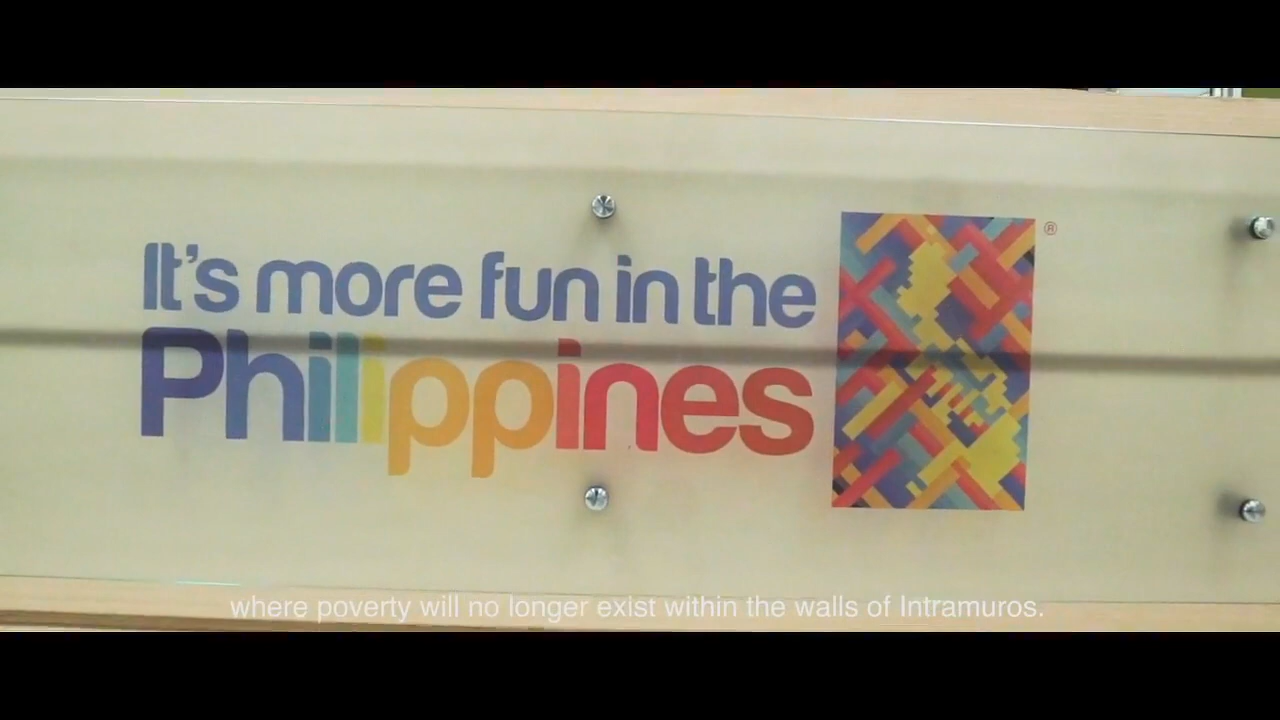 It's more fun in the
Philippines
®
where poverty will no longer exist within the walls of Intramuros.